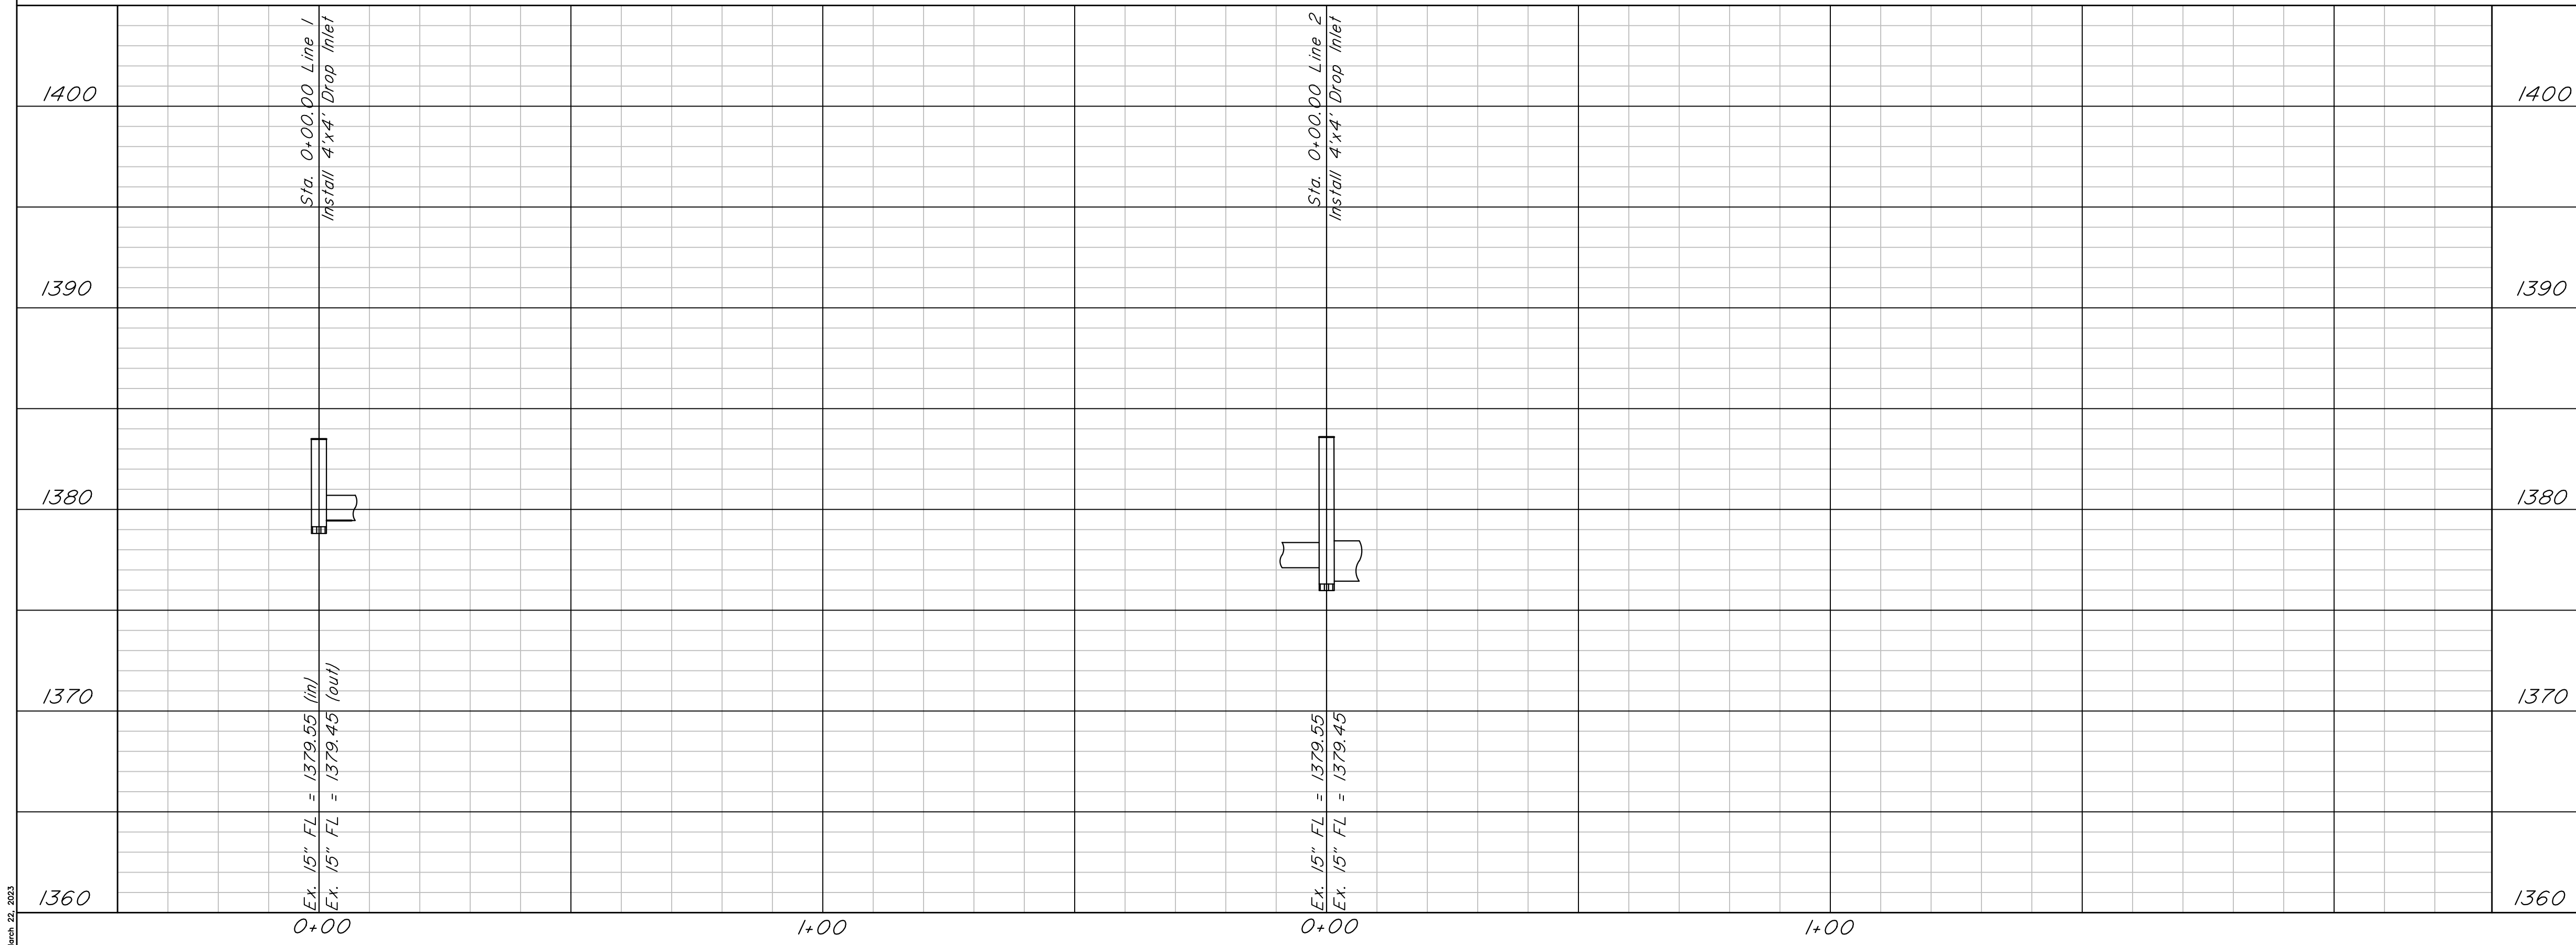 Sta. 0+00.00 Line 1
Install 4'x4' Drop Inlet
Sta. 0+00.00 Line 2
Install 4'x4' Drop Inlet
1400
1400
1390
1390
1380
1380
1370
1370
1360
1360
Ex. 15" FL = 1379.55 (in)
Ex. 15" FL = 1379.45 (out)
Ex. 15" FL = 1379.55
Ex. 15" FL = 1379.45
0+00
1+00
0+00
1+00
22, 2023